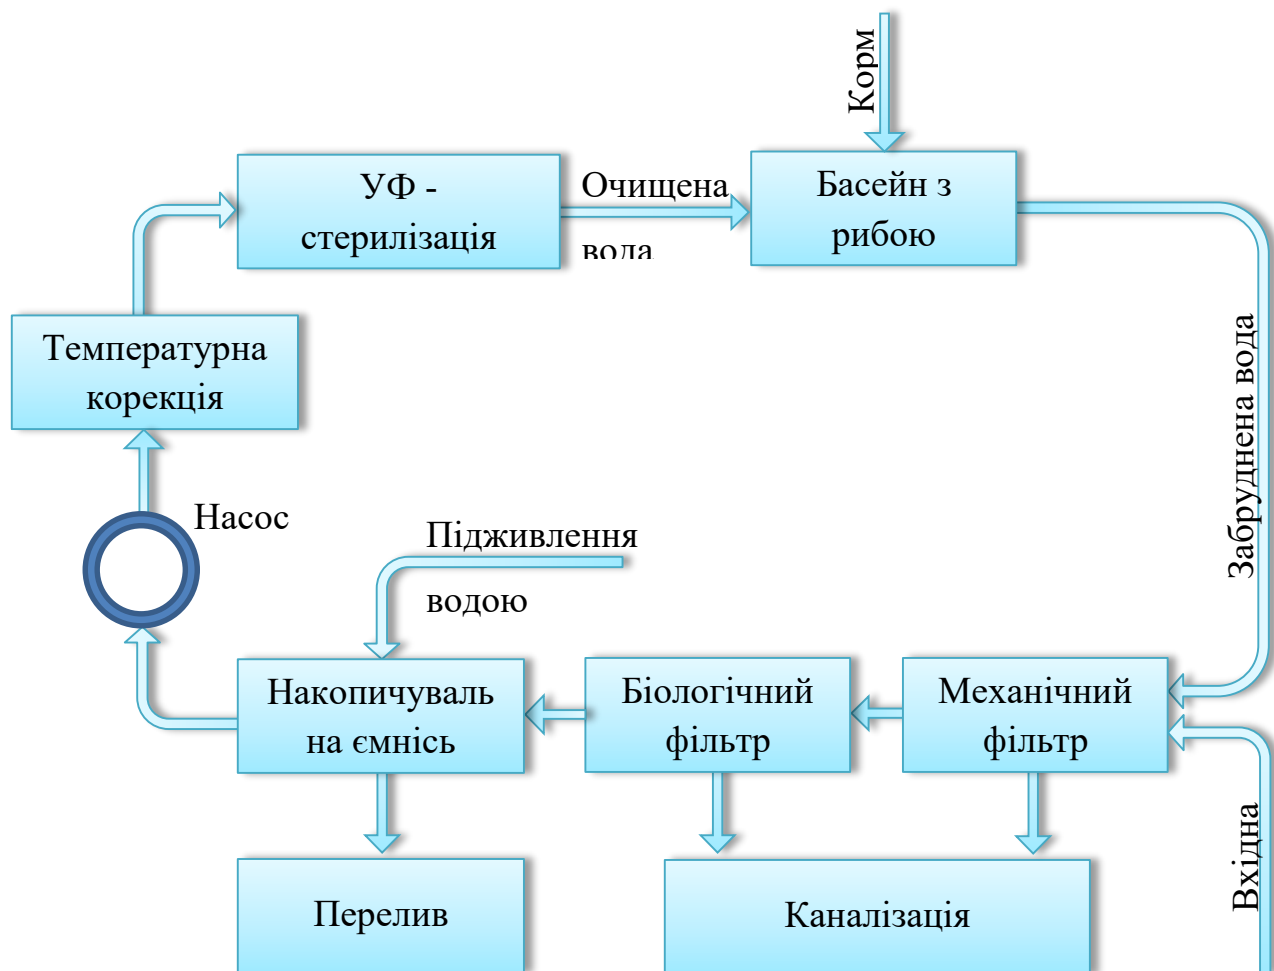 Корм
УФ -
стерилізація
Очищена
вода
Басейн з
рибою
Температурна
корекція
Забруднена вода
Насос
Підживлення
водою
Накопичуваль
на ємнісь
Біологічний
фільтр
Механічний
фільтр
Вхідна
Перелив
Каналізація